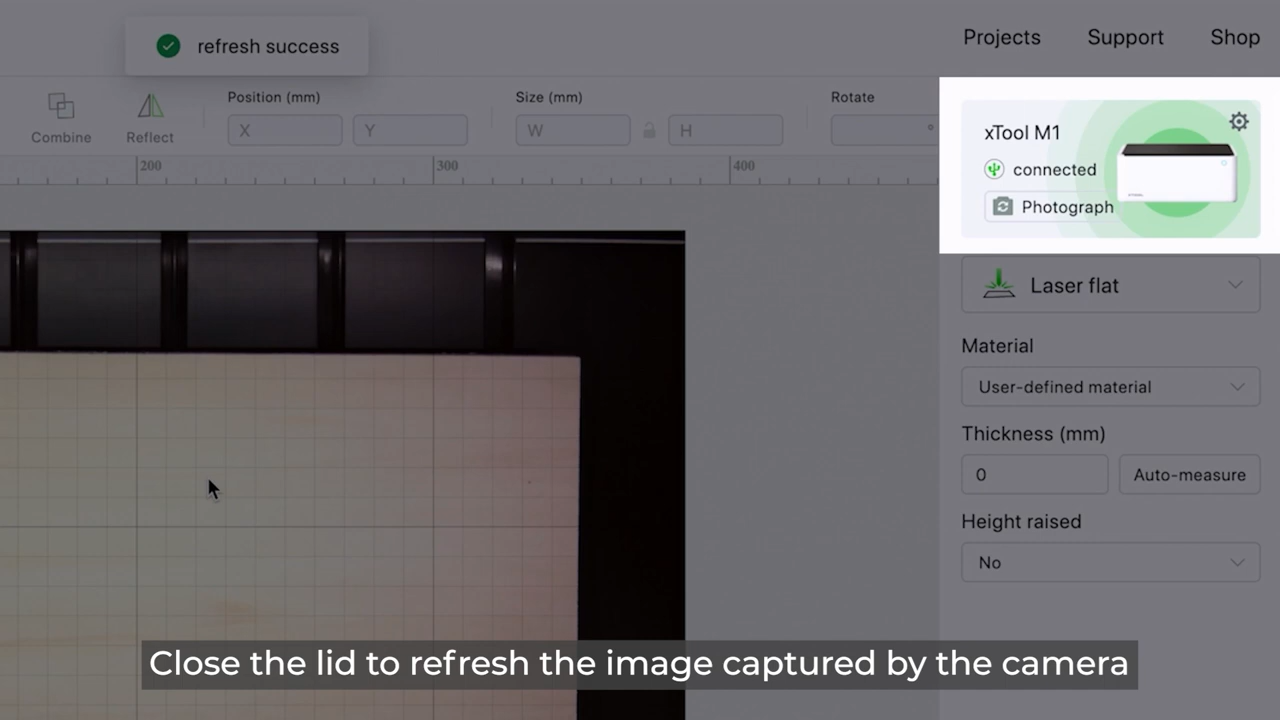 refresh success
Projects Support Shop
Combine
Reflect
Position (mm)
X Y
Size (mm)
W H
Rotate
°
200 300 400
xTool M1
connected
Photograph
Laser flat
Material
User-defined material
Thickness (mm)
0 Auto-measure
Height raised
No
Close the lid to refresh the image captured by the camera